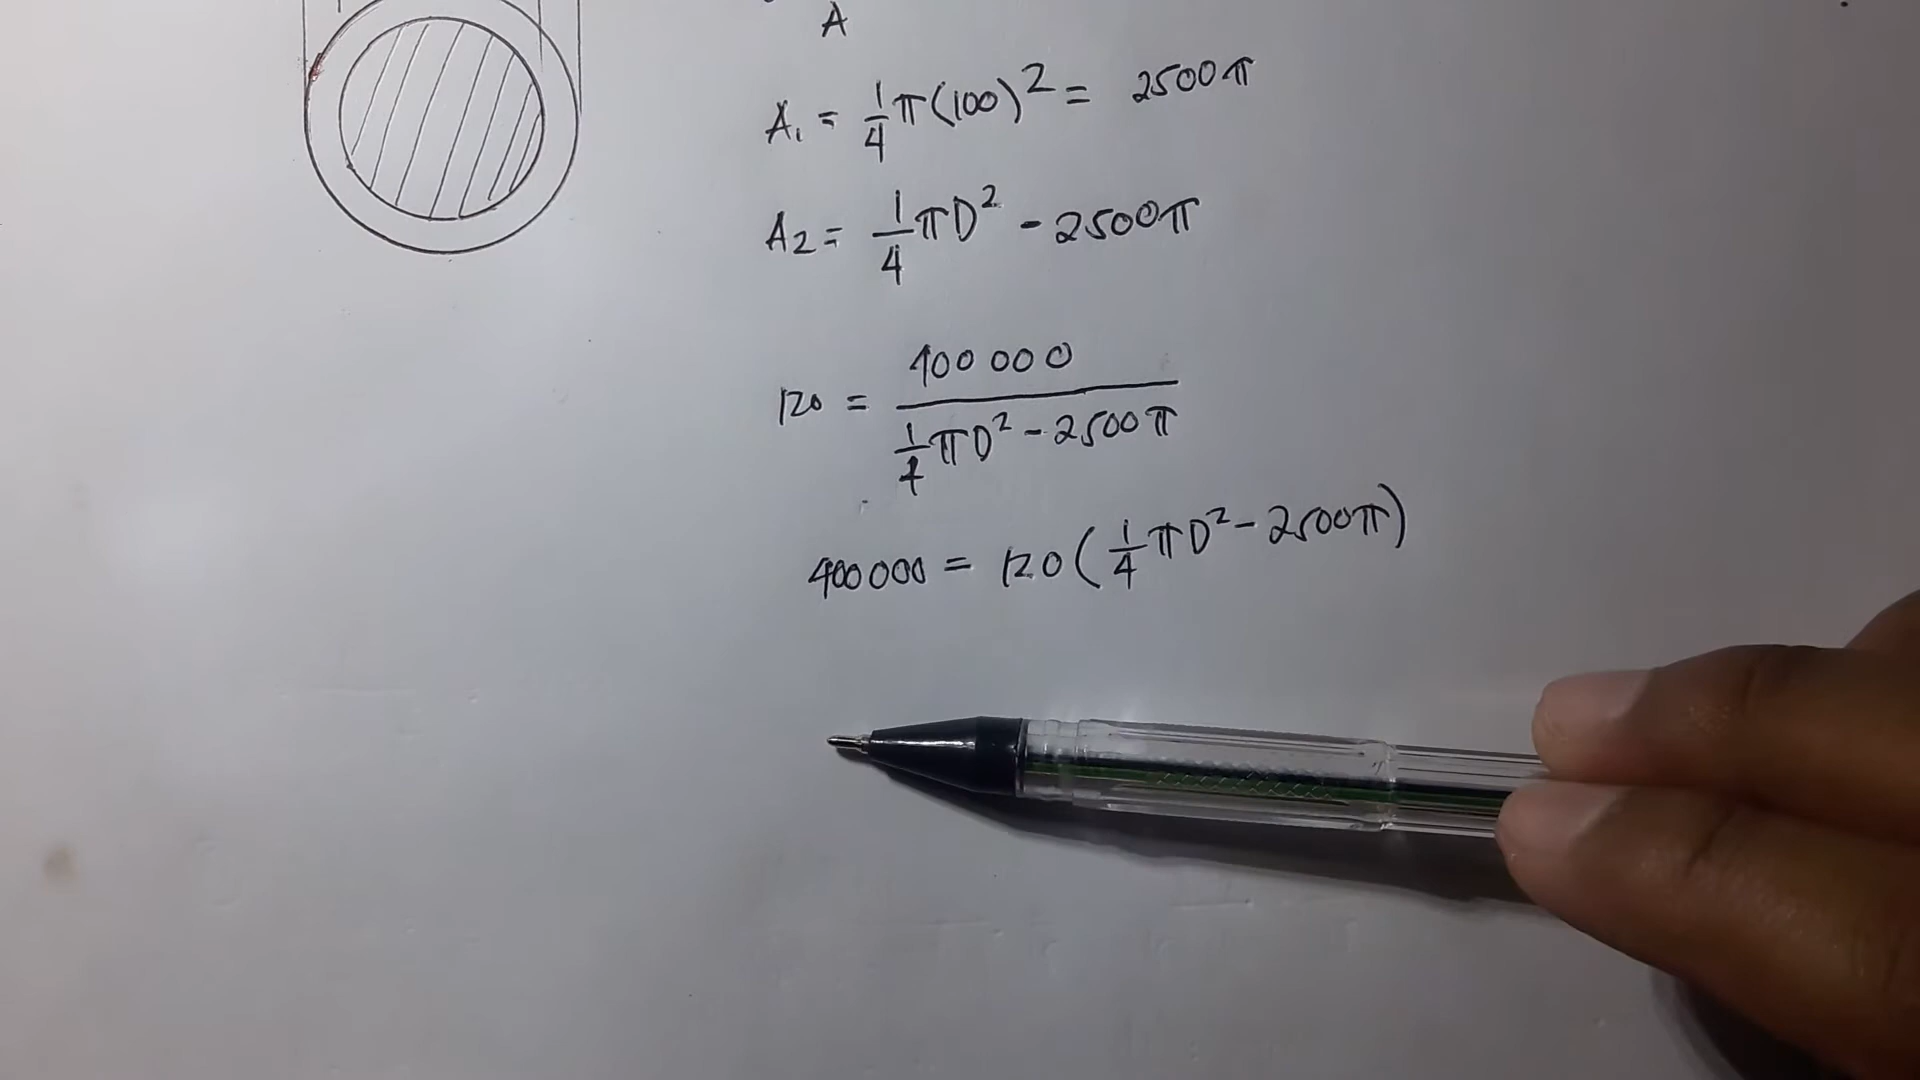 A
A₁ = 1/4 π(100)² = 2500π
A₂ = 1/4 πD² - 2500π
120 = 400 000 / (1/4 πD² - 2500π)
400000 = 120 ( 1/4 πD² - 2500π)